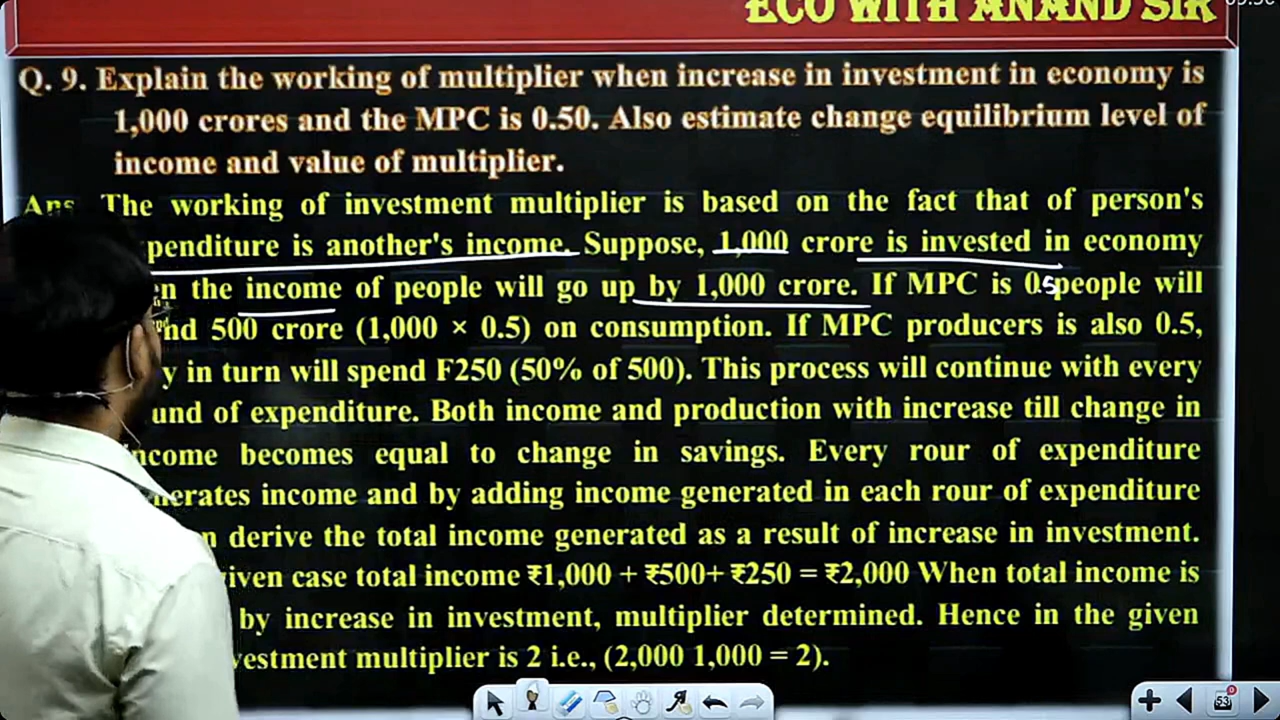 ECO WITH ANAND SIR
Q. 9. Explain the working of multiplier when increase in investment in economy is
1,000 crores and the MPC is 0.50. Also estimate change equilibrium level of
income and value of multiplier.
Ans The working of investment multiplier is based on the fact that of person's
penditure is another's income. Suppose, 1,000 crore is invested in economy
n the income of people will go up by 1,000 crore. If MPC is 0.5 people will
nd 500 crore (1,000 × 0.5) on consumption. If MPC producers is also 0.5,
y in turn will spend F250 (50% of 500). This process will continue with every
und of expenditure. Both income and production with increase till change in
ncome becomes equal to change in savings. Every rour of expenditure
nerates income and by adding income generated in each rour of expenditure
n derive the total income generated as a result of increase in investment.
iven case total income ₹1,000 + ₹500+ ₹250 = ₹2,000 When total income is
by increase in investment, multiplier determined. Hence in the given
vestment multiplier is 2 i.e., (2,000 1,000 = 2).
53